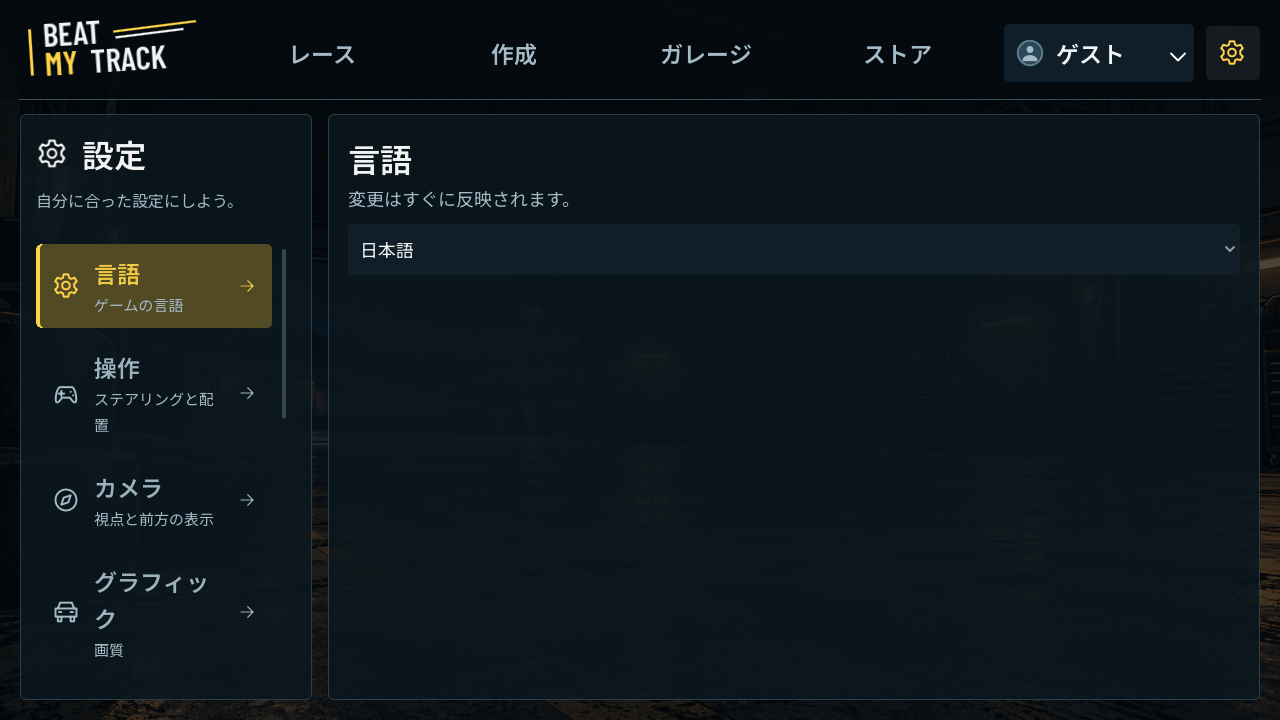 BEAT
MY TRACK
レース
作成
ガレージ
ストア
ゲスト
設定
自分に合った設定にしよう。
言語
ゲームの言語
操作
ステアリングと配
置
カメラ
視点と前方の表示
グラフィッ
ク
画質
言語
変更はすぐに反映されます。
日本語